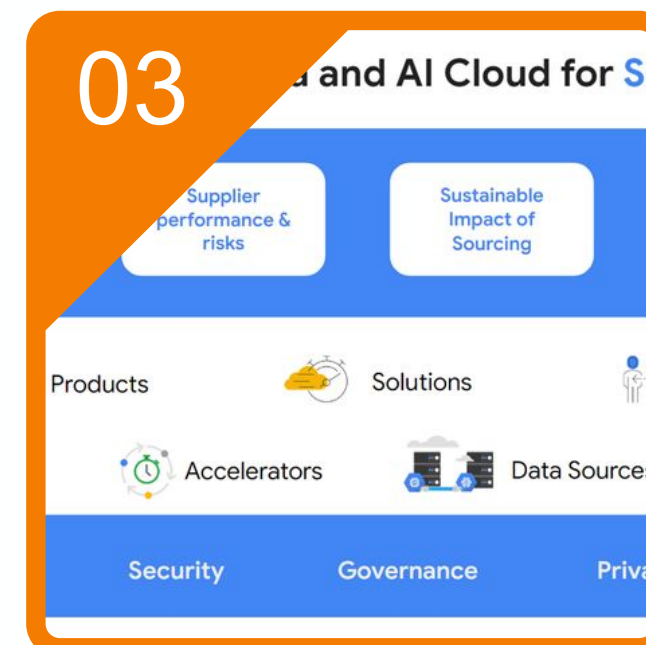 03
and AI Cloud for S
Supplier
performance &
risks
Sustainable
Impact of
Sourcing
Products
Solutions
Accelerators
Data Sources
Security
Governance
Priva